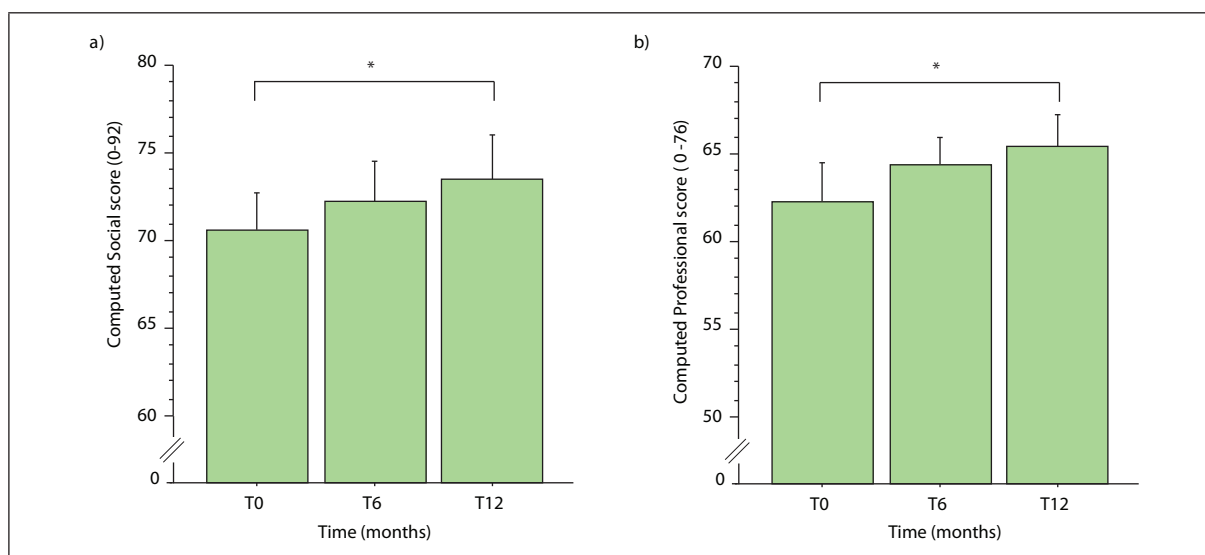 a)
Computed Social score (0-92)
80
75
70
65
60
0
*
T0 T6 T12
Time (months)
b)
Computed Professional score ( 0 -76)
70
65
60
55
50
0
*
T0 T6 T12
Time (months)